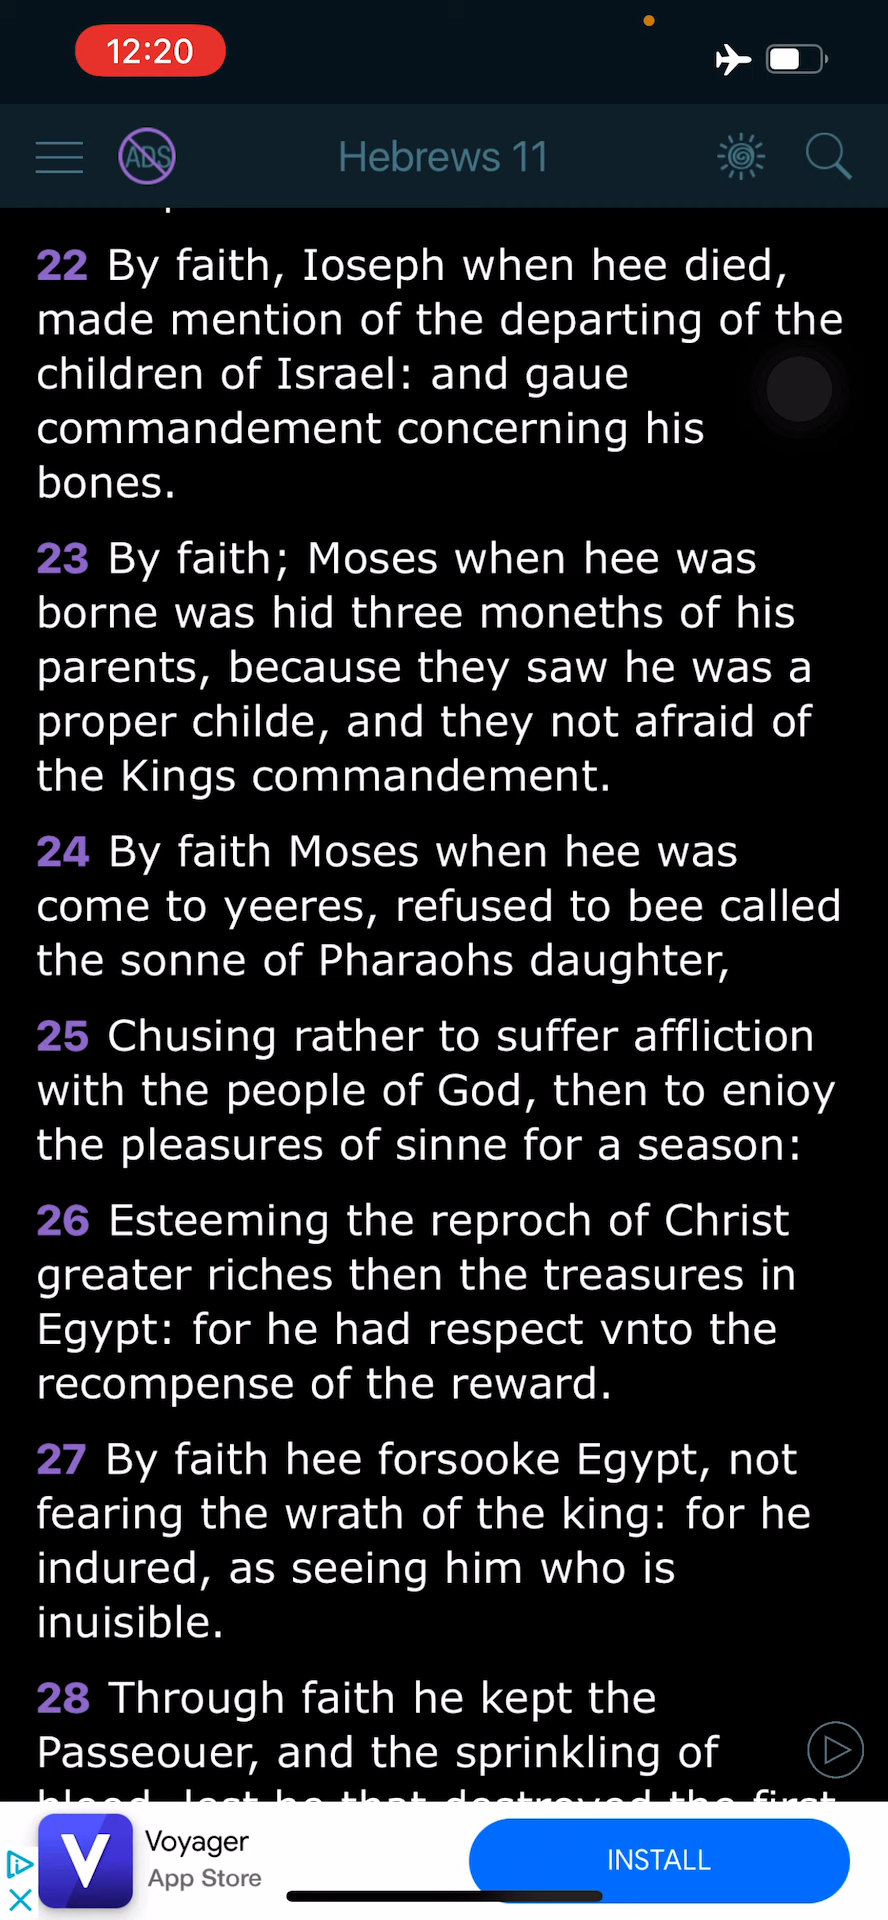 12:20
ADS
Hebrews 11
22 By faith, Ioseph when hee died,
made mention of the departing of the
children of Israel: and gaue
commandement concerning his
bones.
23 By faith; Moses when hee was
borne was hid three moneths of his
parents, because they saw he was a
proper childe, and they not afraid of
the Kings commandement.
24 By faith Moses when hee was
come to yeeres, refused to bee called
the sonne of Pharaohs daughter,
25 Chusing rather to suffer affliction
with the people of God, then to enioy
the pleasures of sinne for a season:
26 Esteeming the reproch of Christ
greater riches then the treasures in
Egypt: for he had respect vnto the
recompense of the reward.
27 By faith hee forsooke Egypt, not
fearing the wrath of the king: for he
indured, as seeing him who is
inuisible.
28 Through faith he kept the
Passeouer, and the sprinkling of
blood, lest he that destroyed the first
V
Voyager
App Store
INSTALL